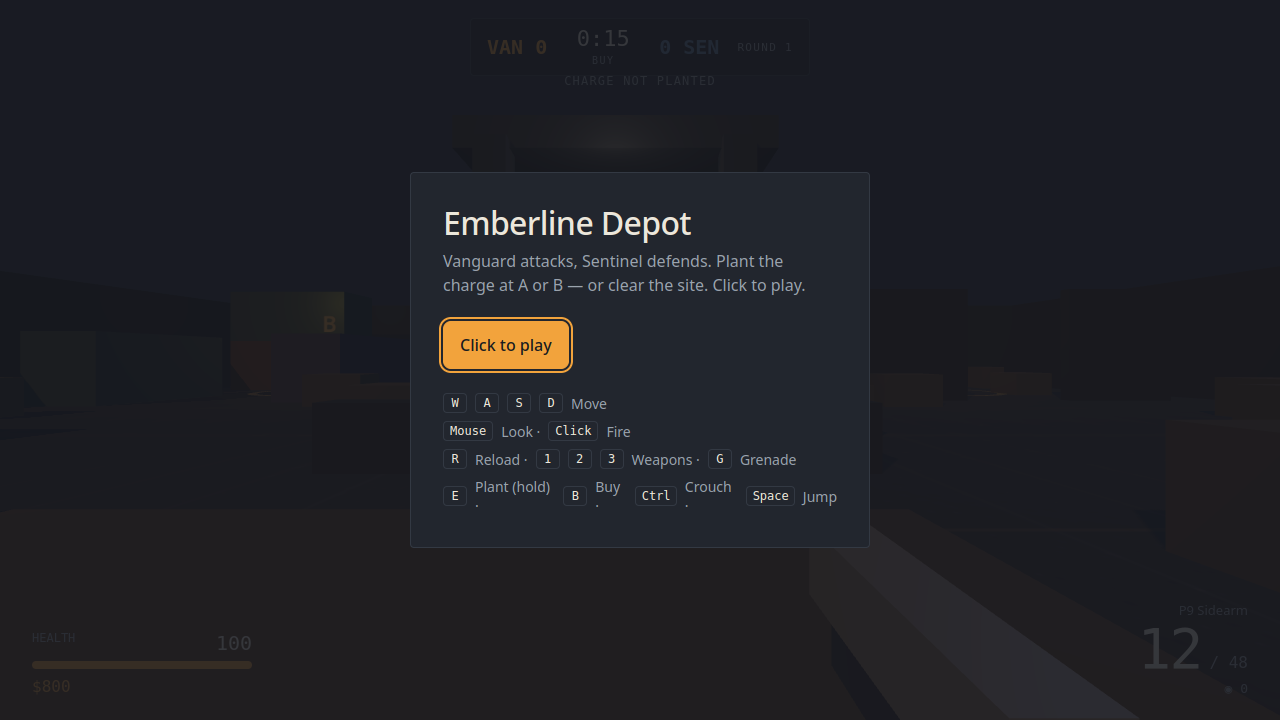 VAN 0 0:15 0 SEN ROUND 1
BUY
CHARGE NOT PLANTED
B
Emberline Depot
Vanguard attacks, Sentinel defends. Plant the
charge at A or B — or clear the site. Click to play.
Click to play
W A S D Move
Mouse Look · Click Fire
R Reload · 1 2 3 Weapons · G Grenade
E Plant (hold) · B Buy · Ctrl Crouch · Space Jump
HEALTH 100
$800
P9 Sidearm
12 / 48
● 0